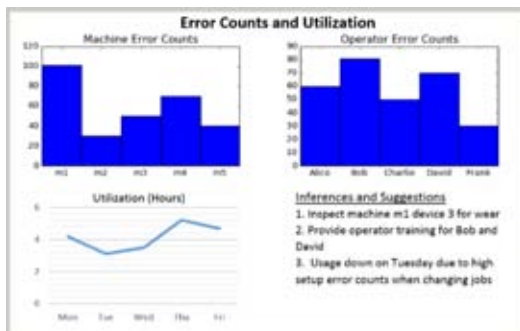 Error Counts and Utilization
Machine Error Counts
120
100
80
60
40
20
0
m1 m2 m3 m4 m5
Operator Error Counts
90
80
70
60
50
40
30
20
10
0
Alice Bob Charlie David Frank
Utilization (Hours)
6
4
2
0
Mon Tue Wed Thu Fri
Inferences and Suggestions
1. Inspect machine m1 device 3 for wear
2. Provide operator training for Bob and
David
3. Usage down on Tuesday due to high
setup error counts when changing jobs